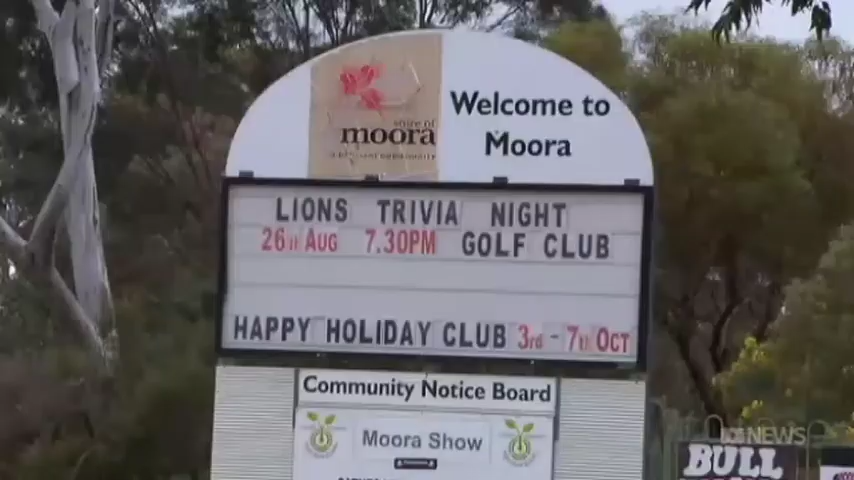 shire of
moora
Welcome to
Moora
LIONS TRIVIA NIGHT
26TH AUG 7.30PM GOLF CLUB
HAPPY HOLIDAY CLUB 3rd - 7th OCT
Community Notice Board
Moora Show
NEWS
BULL